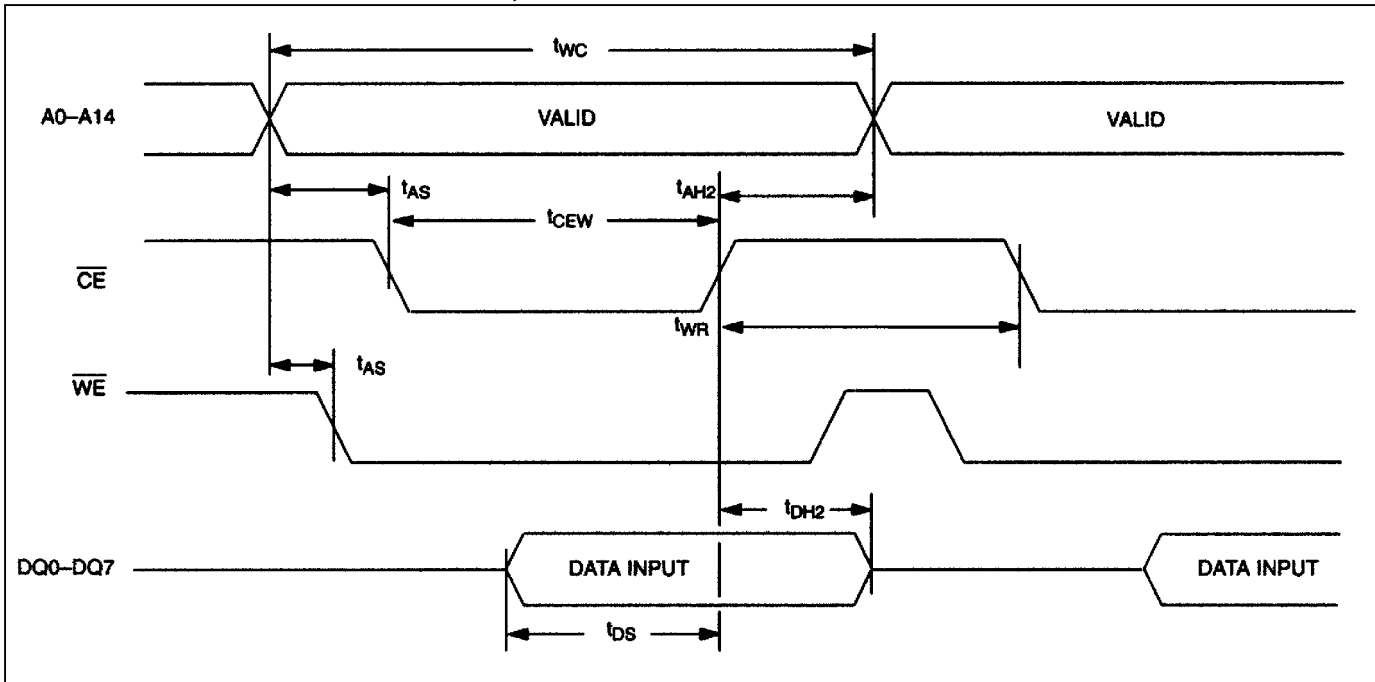 tWC
A0–A14
VALID
VALID
tAS
tAH2
tCEW
CE
tWR
tAS
WE
tDH2
DQ0–DQ7
DATA INPUT
DATA INPUT
tDS